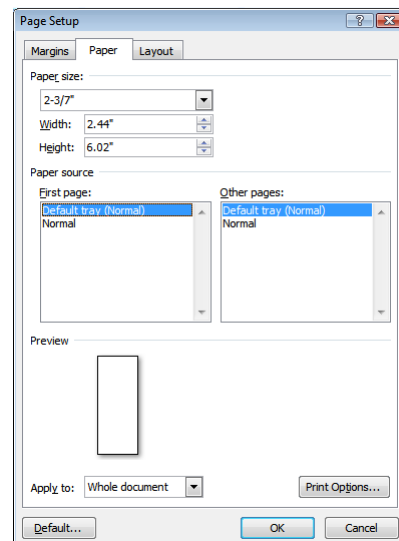 Page Setup
Margins Paper Layout
Paper size:
2-3/7"
Width: 2.44"
Height: 6.02"
Paper source
First page: Other pages:
Default tray (Normal) Default tray (Normal)
Normal Normal
Preview
Apply to: Whole document Print Options...
Default... OK Cancel